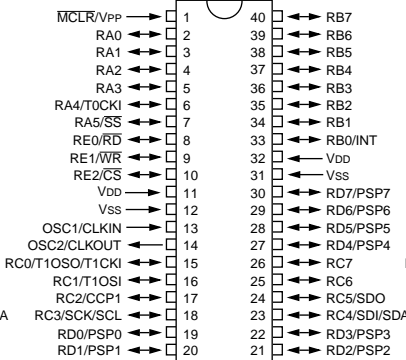 MCLR/VPP 1 40 RB7
RA0 2 39 RB6
RA1 3 38 RB5
RA2 4 37 RB4
RA3 5 36 RB3
RA4/T0CKI 6 35 RB2
RA5/SS 7 34 RB1
RE0/RD 8 33 RB0/INT
RE1/WR 9 32 VDD
RE2/CS 10 31 VSS
VDD 11 30 RD7/PSP7
VSS 12 29 RD6/PSP6
OSC1/CLKIN 13 28 RD5/PSP5
OSC2/CLKOUT 14 27 RD4/PSP4
RC0/T1OSO/T1CKI 15 26 RC7
RC1/T1OSI 16 25 RC6
RC2/CCP1 17 24 RC5/SDO
A RC3/SCK/SCL 18 23 RC4/SDI/SDA
RD0/PSP0 19 22 RD3/PSP3
RD1/PSP1 20 21 RD2/PSP2